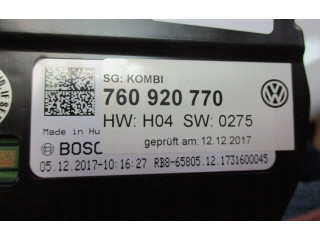 SG: KOMBI
760 920 770
HW: H04 SW: 0275
Made in Hu
geprüft am: 12.12.2017
BOSC
05.12.2017-10:16:27 RB8-65805.12.1731600045